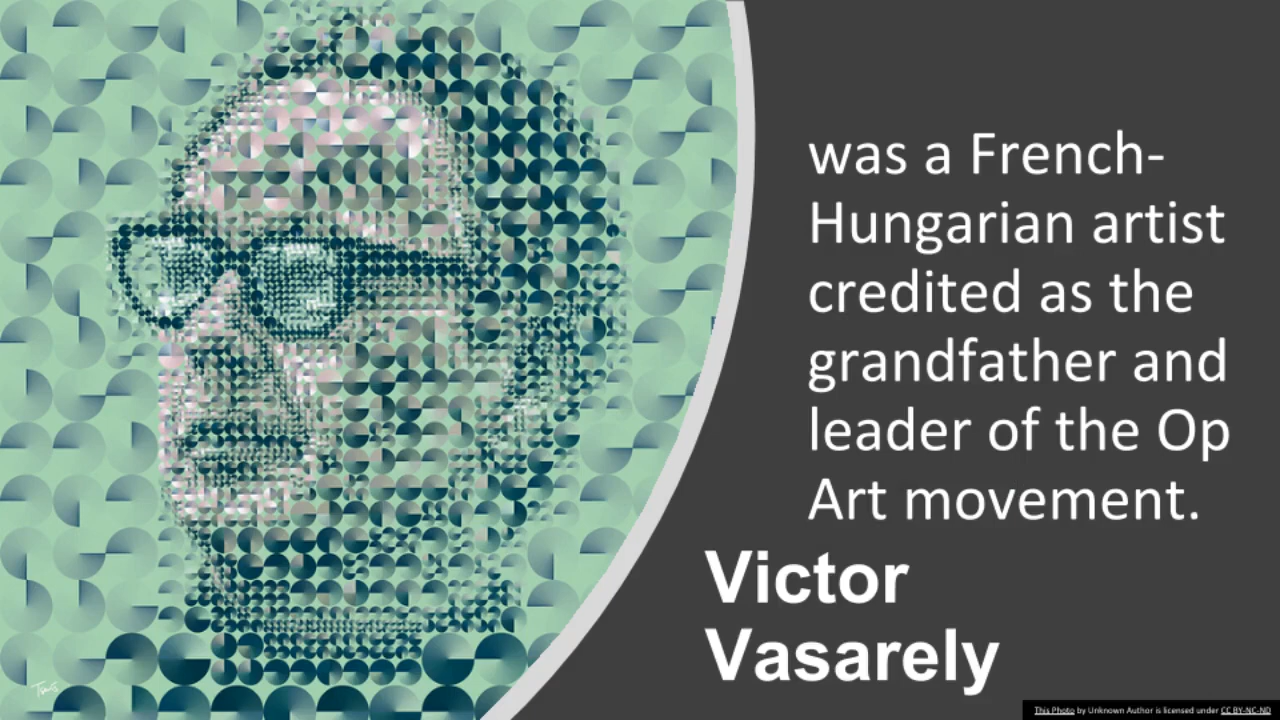 was a French-
Hungarian artist
credited as the
grandfather and
leader of the Op
Art movement.
Victor
Vasarely
This Photo by Unknown Author is licensed under CC BY-NC-ND